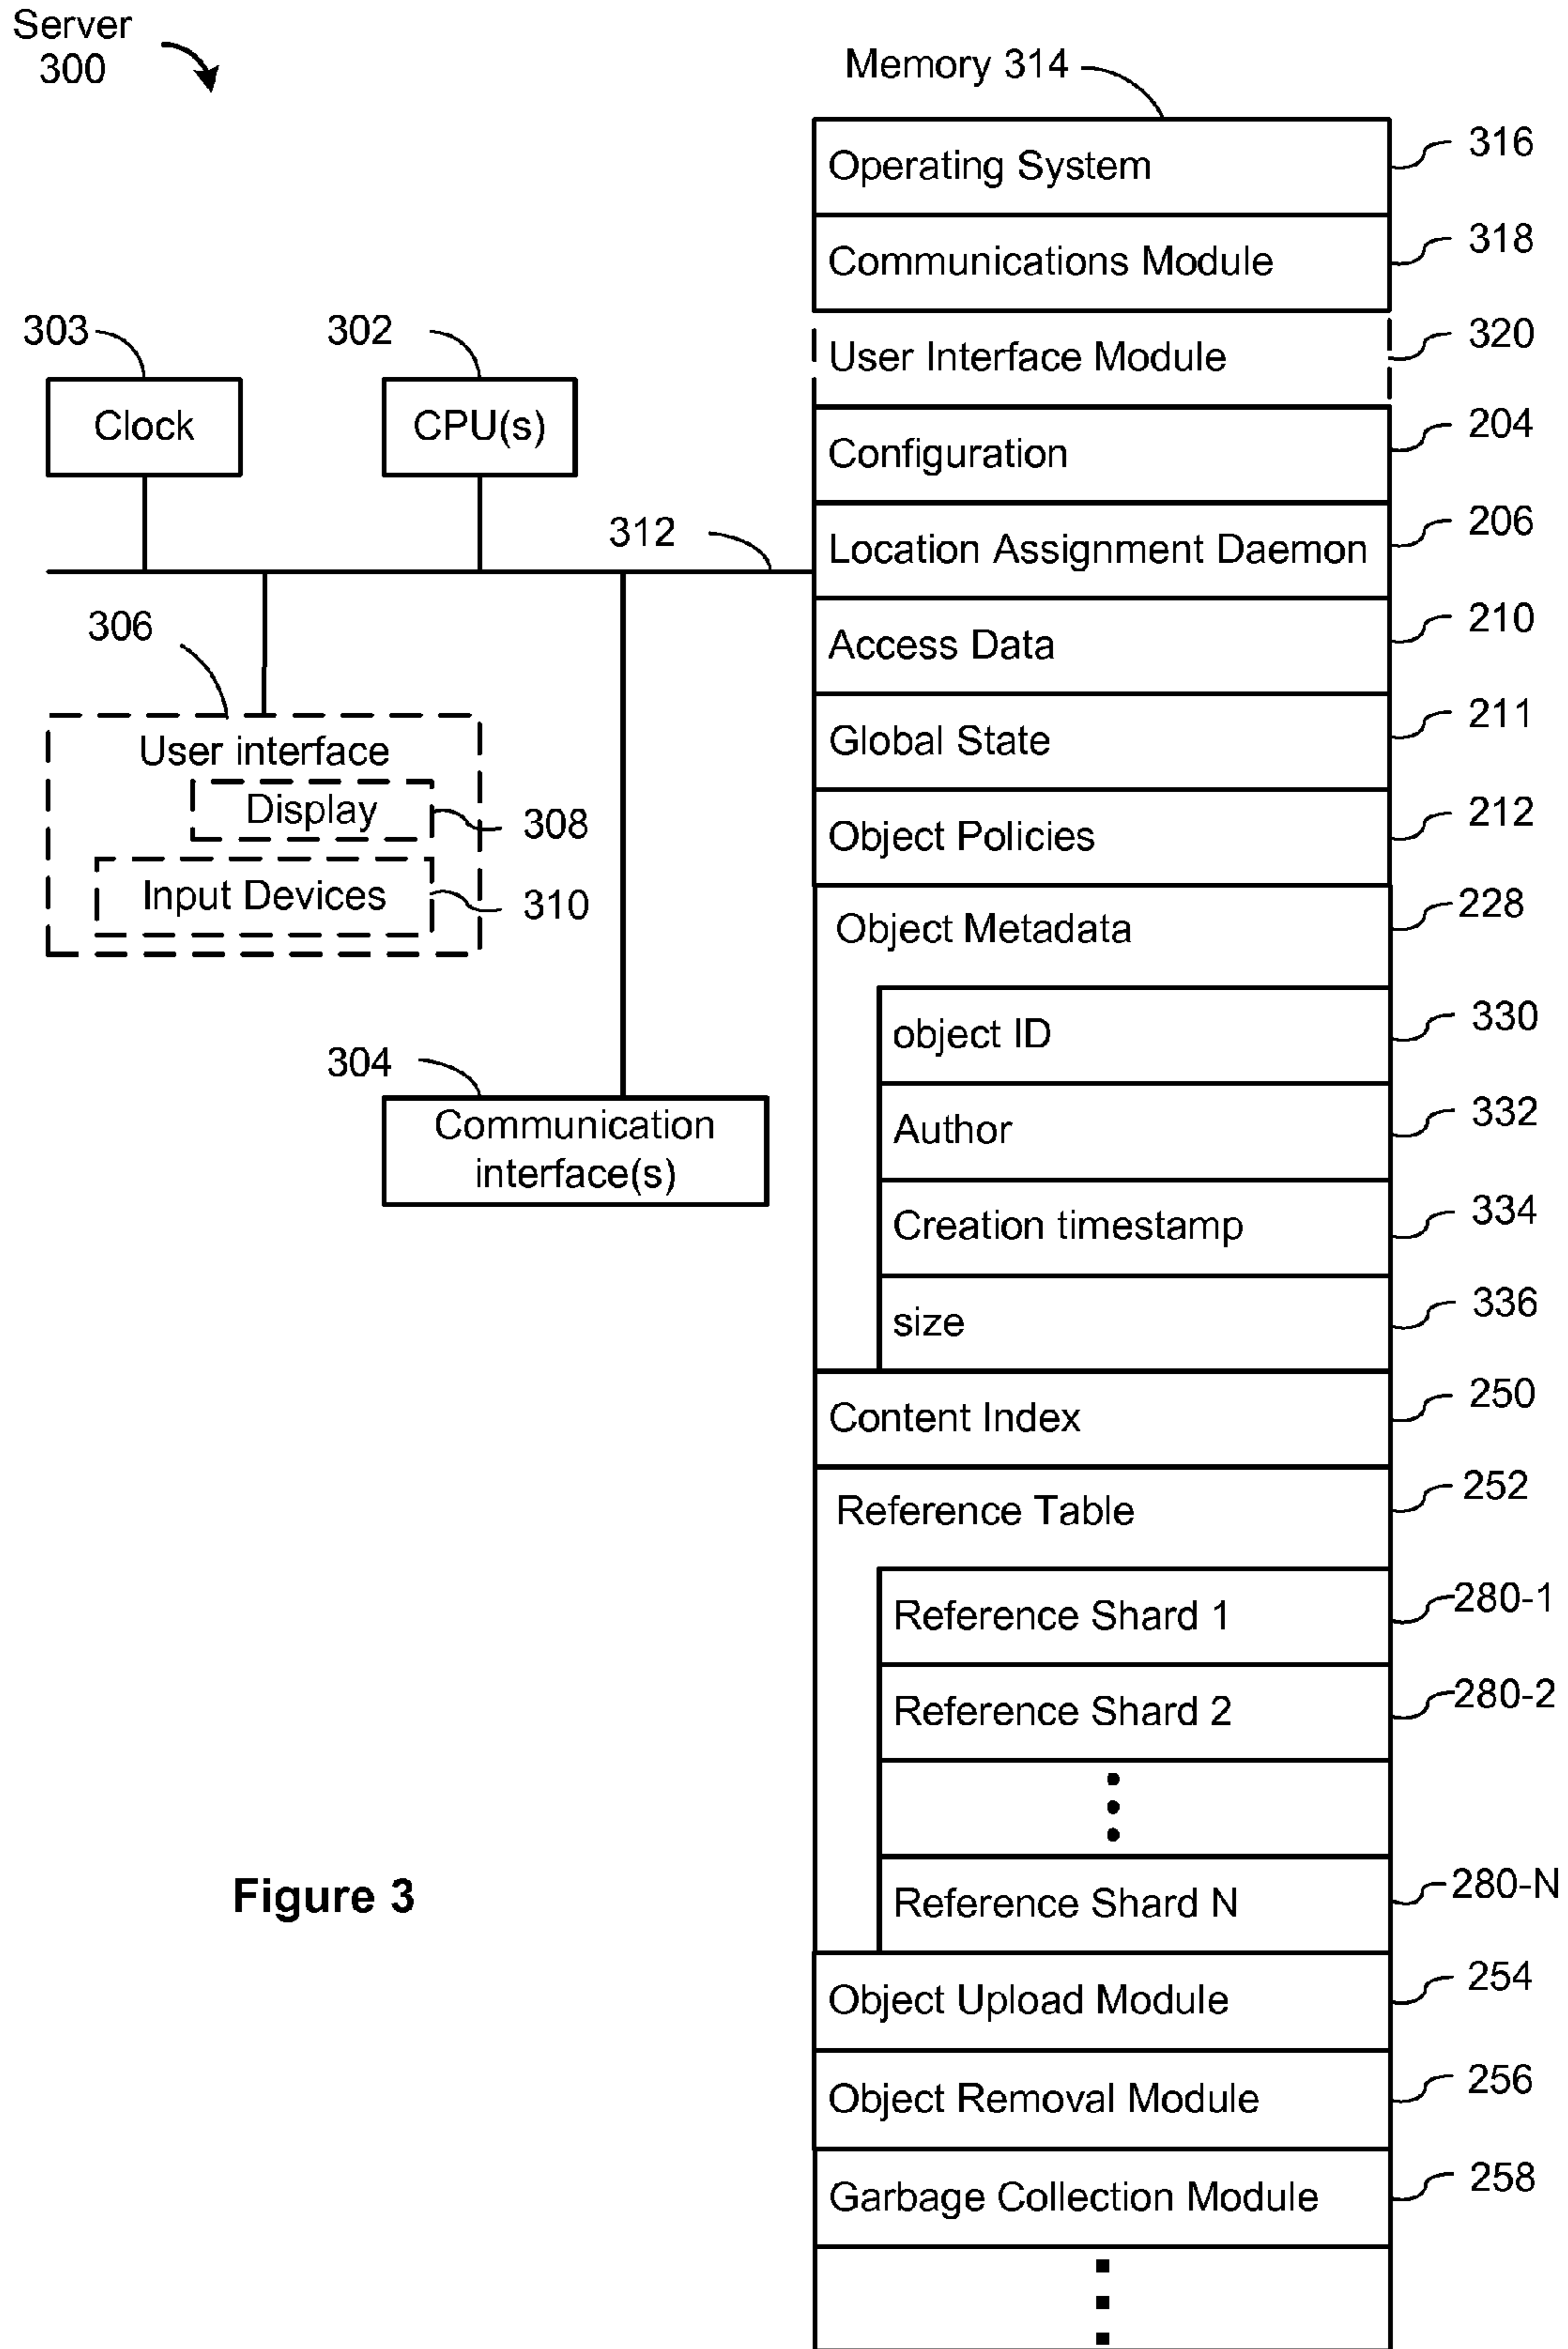 Server
300
Memory 314
Operating System
316
Communications Module
318
User Interface Module
320
303
302
Clock
CPU(s)
Configuration
204
312
Location Assignment Daemon
206
306
Access Data
210
User interface
Display
308
Input Devices
310
Global State
211
Object Policies
212
Object Metadata
228
object ID
330
304
Communication
interface(s)
Author
332
Creation timestamp
334
size
336
Content Index
250
Reference Table
252
Reference Shard 1
280-1
Reference Shard 2
280-2
Reference Shard N
280-N
Figure 3
Object Upload Module
254
Object Removal Module
256
Garbage Collection Module
258